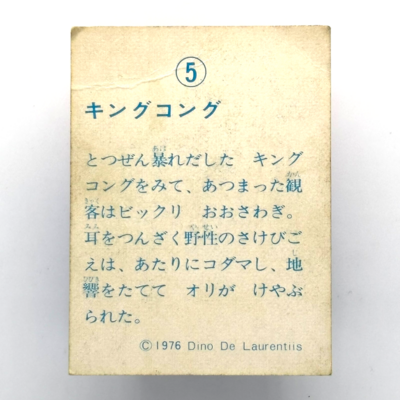 ⑤
キングコング
とつぜん暴れだした キング
コングをみて、あつまった観
客はビックリ おおさわぎ。
耳をつんざく野性のさけびご
えは、あたりにコダマし、地
響をたてて オリが けやぶ
られた。
Ⓒ1976 Dino De Laurentiis